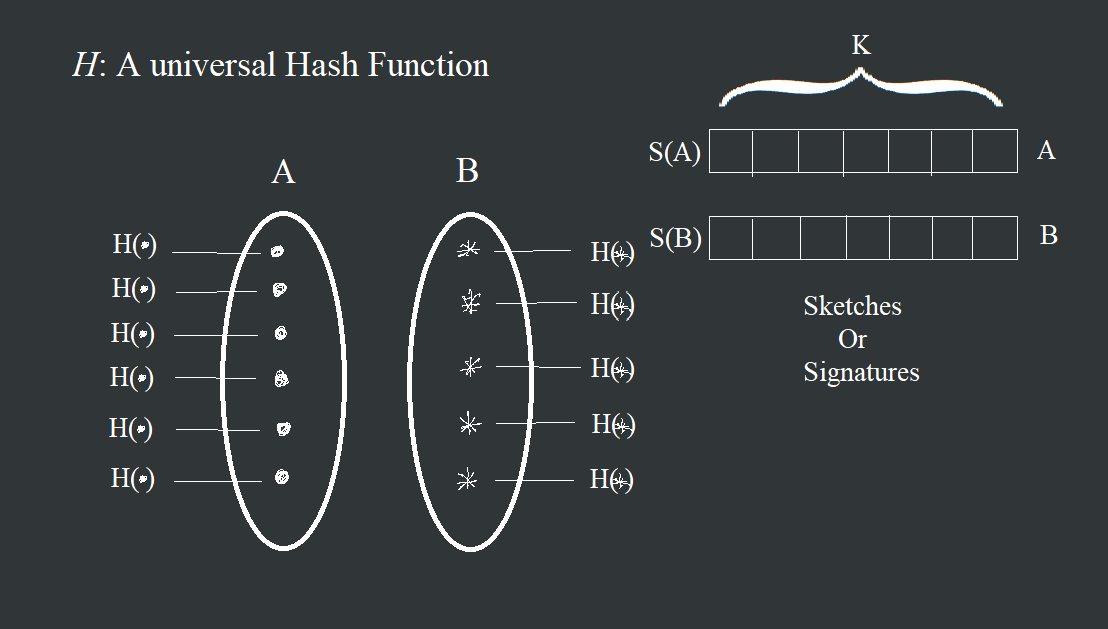 H: A universal Hash Function
K
S(A)
A
S(B)
B
A
B
H(•)
H(•)
H(•)
H(•)
H(•)
H(•)
H(*)
H(*)
H(*)
H(*)
H(*)
Sketches
Or
Signatures